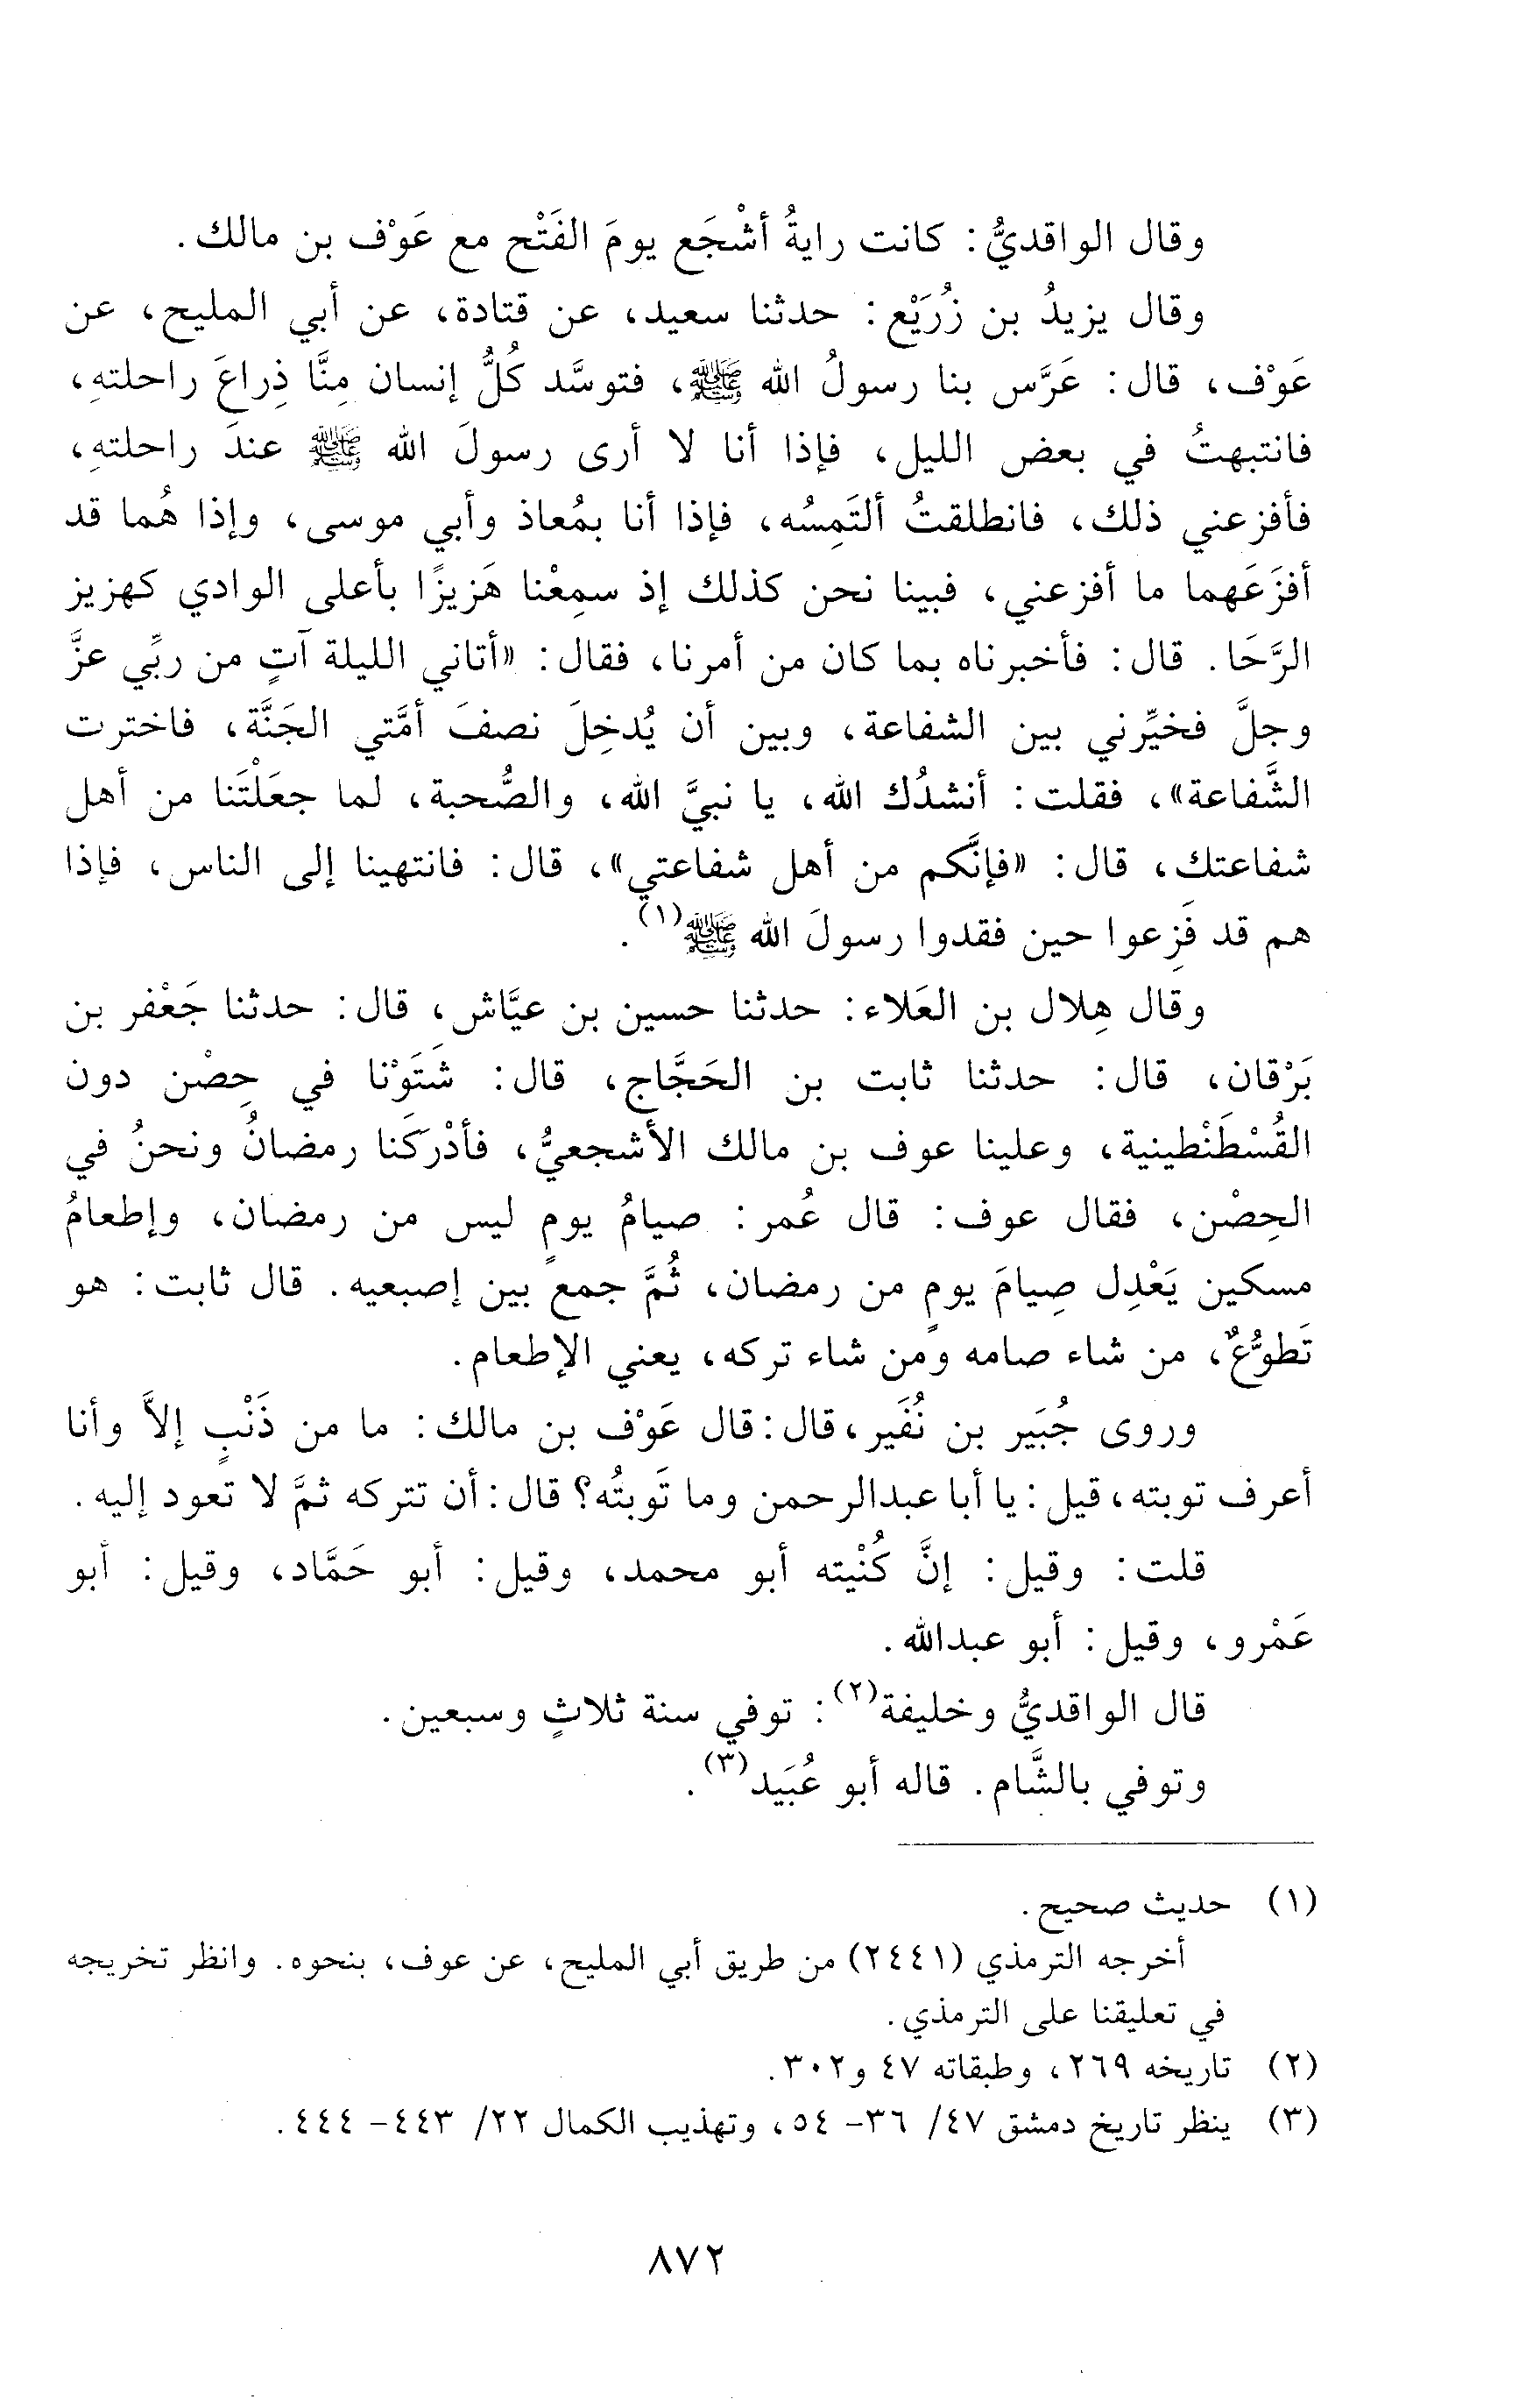 وقال الواقديُّ: كانت رايةُ أشْجَع يومَ الفَتْح مع عَوْف بن مالك.
وقال يزيدُ بن زُرَيْع: حدثنا سعيد، عن قتادة، عن أبي المليح، عن
عَوْف، قال: عَرَّس بنا رسولُ الله ﷺ، فتوسَّد كُلُّ إنسان مِنَّا ذِراعَ راحلتهِ،
فانتبهتُ في بعض الليل، فإذا أنا لا أرى رسولَ الله ﷺ عندَ راحلتهِ،
فأفزعني ذلك، فانطلقتُ ألتَمِسُه، فإذا أنا بمُعاذ وأبي موسى، وإذا هُما قد
أفزَعَهما ما أفزعني، فبينا نحن كذلك إذ سمِعْنا هَزيزًا بأعلى الوادي كهزيز
الرَّحَا. قال: فأخبرناه بما كان من أمرنا، فقال: «أتاني الليلة آتٍ من ربِّي عزَّ
وجلَّ فخيِّرني بين الشفاعة، وبين أن يُدخِلَ نصفَ أمَّتي الجَنَّة، فاخترت
الشَّفاعة»، فقلت: أنشدُك الله، يا نبيَّ الله، والصُّحبة، لما جعَلْتَنا من أهل
شفاعتك، قال: «فإنَّكم من أهل شفاعتي»، قال: فانتهينا إلى الناس، فإذا
هم قد فَزِعوا حين فقدوا رسولَ الله ﷺ(١).
وقال هِلال بن العَلاء: حدثنا حسين بن عيَّاش، قال: حدثنا جَعْفر بن
بَرْقان، قال: حدثنا ثابت بن الحَجَّاج، قال: شَتَوْنا في حِصْن دون
القُسْطَنْطينية، وعلينا عوف بن مالك الأشجعيُّ، فأدْرَكَنا رمضانُ ونحنُ في
الحِصْن، فقال عوف: قال عُمر: صيامُ يومٍ ليس من رمضان، وإطعامُ
مسكين يَعْدِل صِيامَ يومٍ من رمضان، ثُمَّ جمع بين إصبعيه. قال ثابت: هو
تَطوُّعٌ، من شاء صامه ومن شاء تركه، يعني الإطعام.
وروى جُبَير بن نُفَير، قال: قال عَوْف بن مالك: ما من ذَنْبٍ إلاَّ وأنا
أعرف توبته، قيل: يا أبا عبدالرحمن وما تَوبتُه؟ قال: أن تتركه ثمَّ لا تعود إليه.
قلت: وقيل: إنَّ كُنْيته أبو محمد، وقيل: أبو حَمَّاد، وقيل: أبو
عَمْرو، وقيل: أبو عبدالله.
قال الواقديُّ وخليفة(٢): توفي سنة ثلاثٍ وسبعين.
وتوفي بالشَّام. قاله أبو عُبَيد(٣).
(١) حديث صحيح.
أخرجه الترمذي (٢٤٤١) من طريق أبي المليح، عن عوف، بنحوه. وانظر تخريجه
في تعليقنا على الترمذي.
(٢) تاريخه ٢٦٩، وطبقاته ٤٧ و٣٠٢.
(٣) ينظر تاريخ دمشق ٤٧/ ٣٦- ٥٤، وتهذيب الكمال ٢٢/ ٤٤٣- ٤٤٤.
٨٧٢